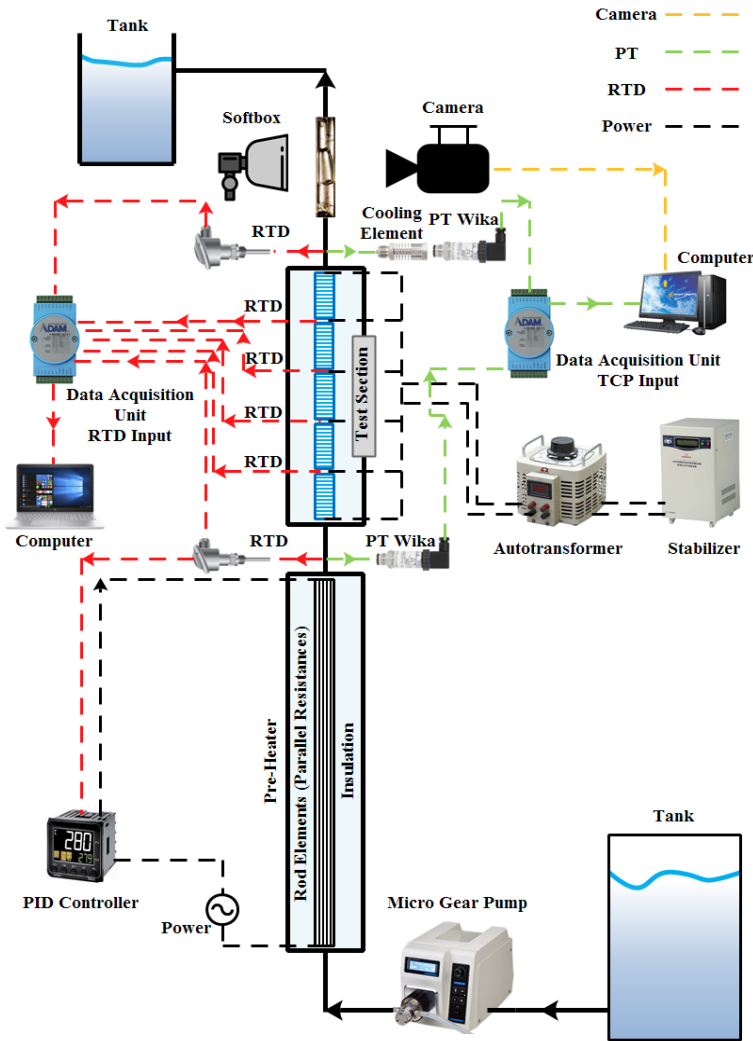 Tank
Camera
PT
RTD
Power
Softbox
Camera
RTD
Cooling
Element
PT Wika
Computer
ADAM
RTD
RTD
RTD
RTD
Test Section
ADAM
Data Acquisition
Unit
RTD Input
Data Acquisition Unit
TCP Input
Computer
Autotransformer
Stabilizer
RTD
PT Wika
Pre-Heater
Rod Elements (Parallel Resistances)
Insulation
280
279
PID Controller
Power
Micro Gear Pump
Tank